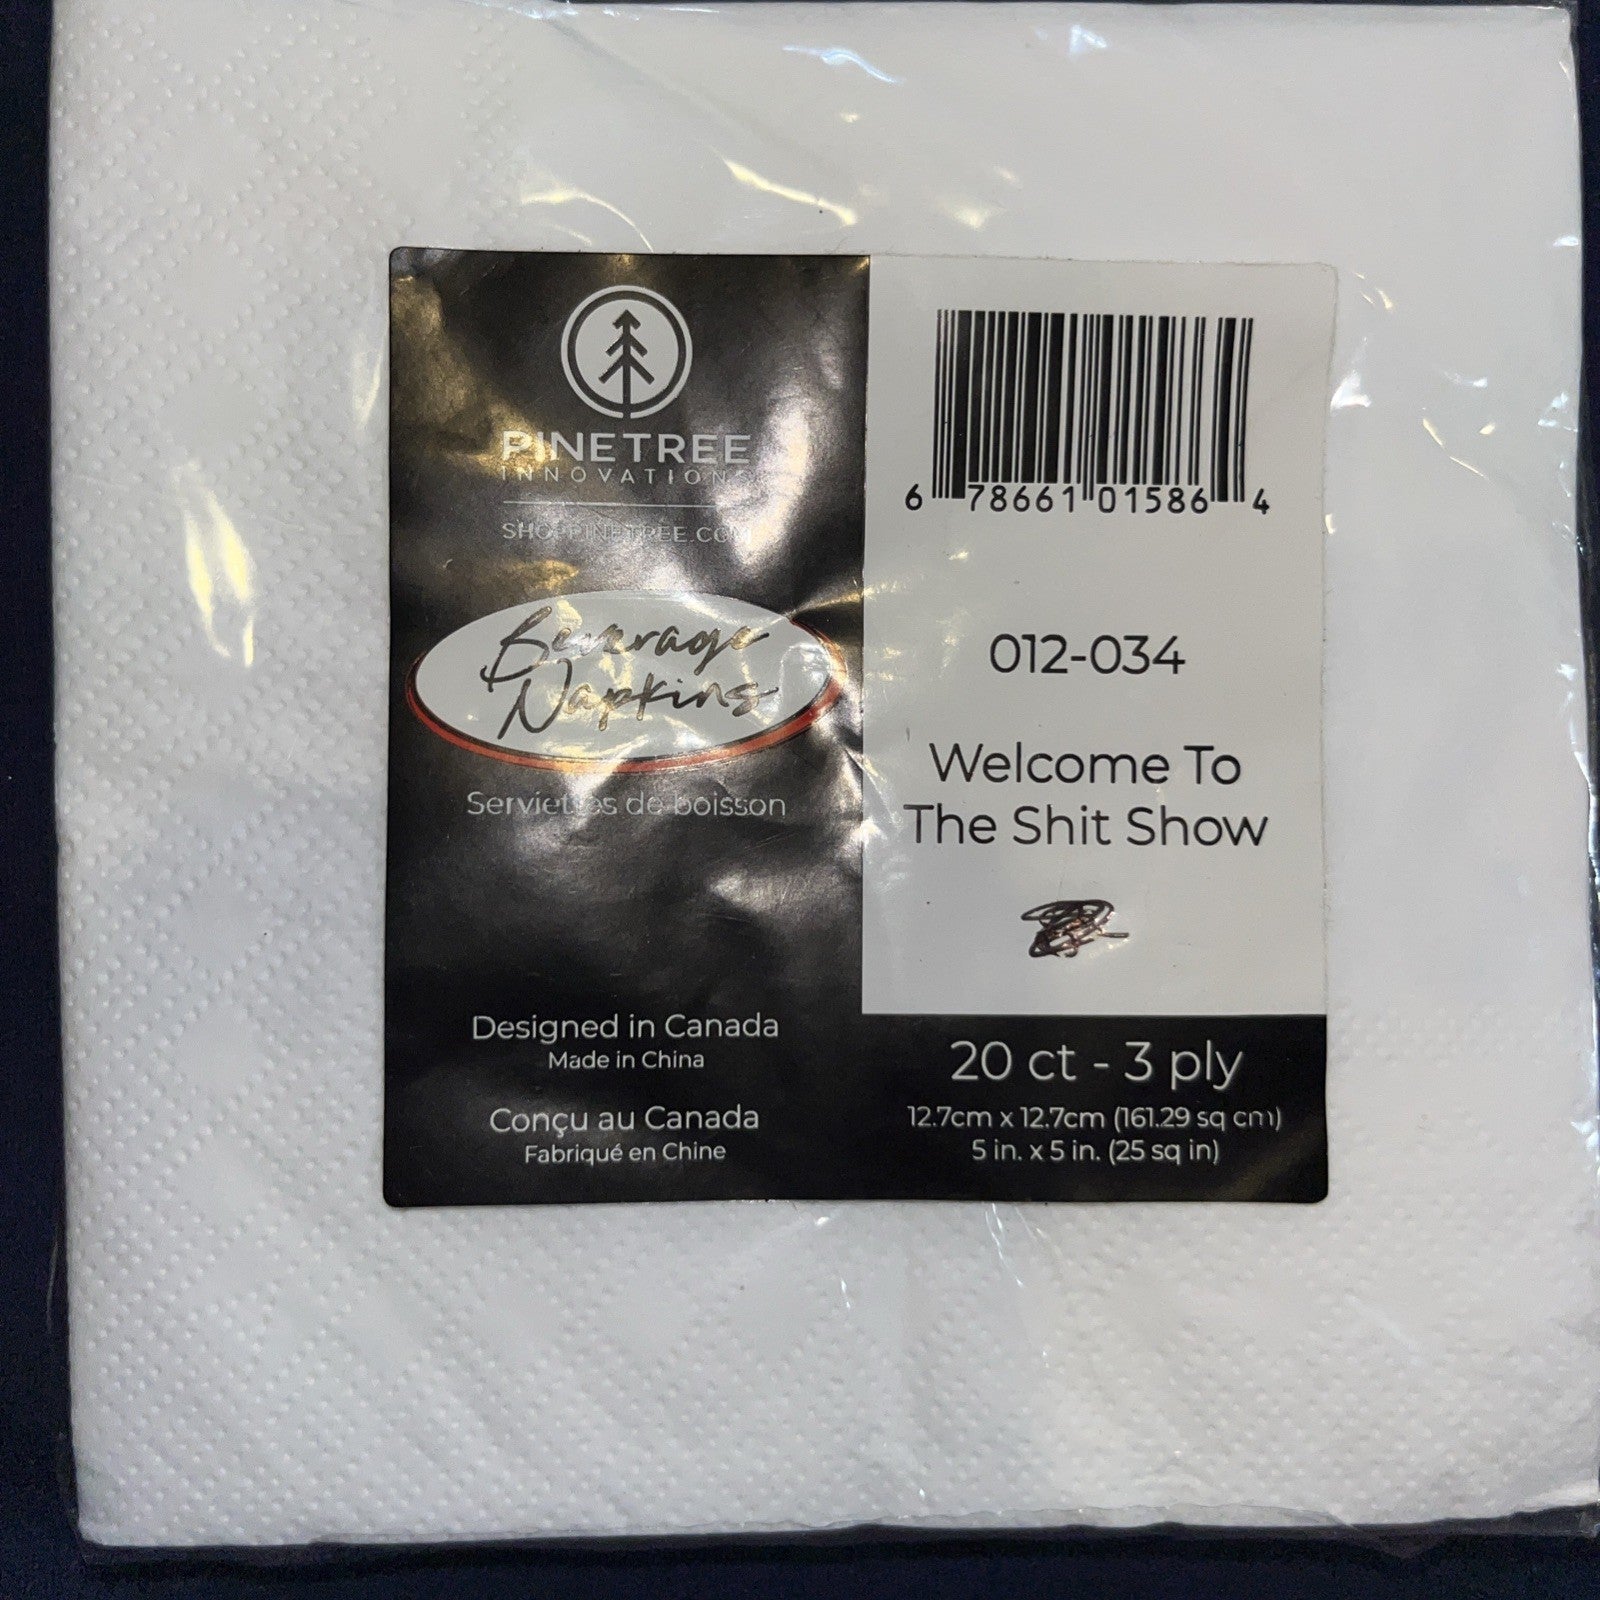 PINETREE
INNOVATIONS
SHOPPINETREE.COM
Beverage
Napkins
Serviettes de boisson
Designed in Canada
Made in China
Conçu au Canada
Fabriqué en Chine
6 78661 01586 4
012-034
Welcome To
The Shit Show
20 ct - 3 ply
12.7cm x 12.7cm (161.29 sq cm)
5 in. x 5 in. (25 sq in)